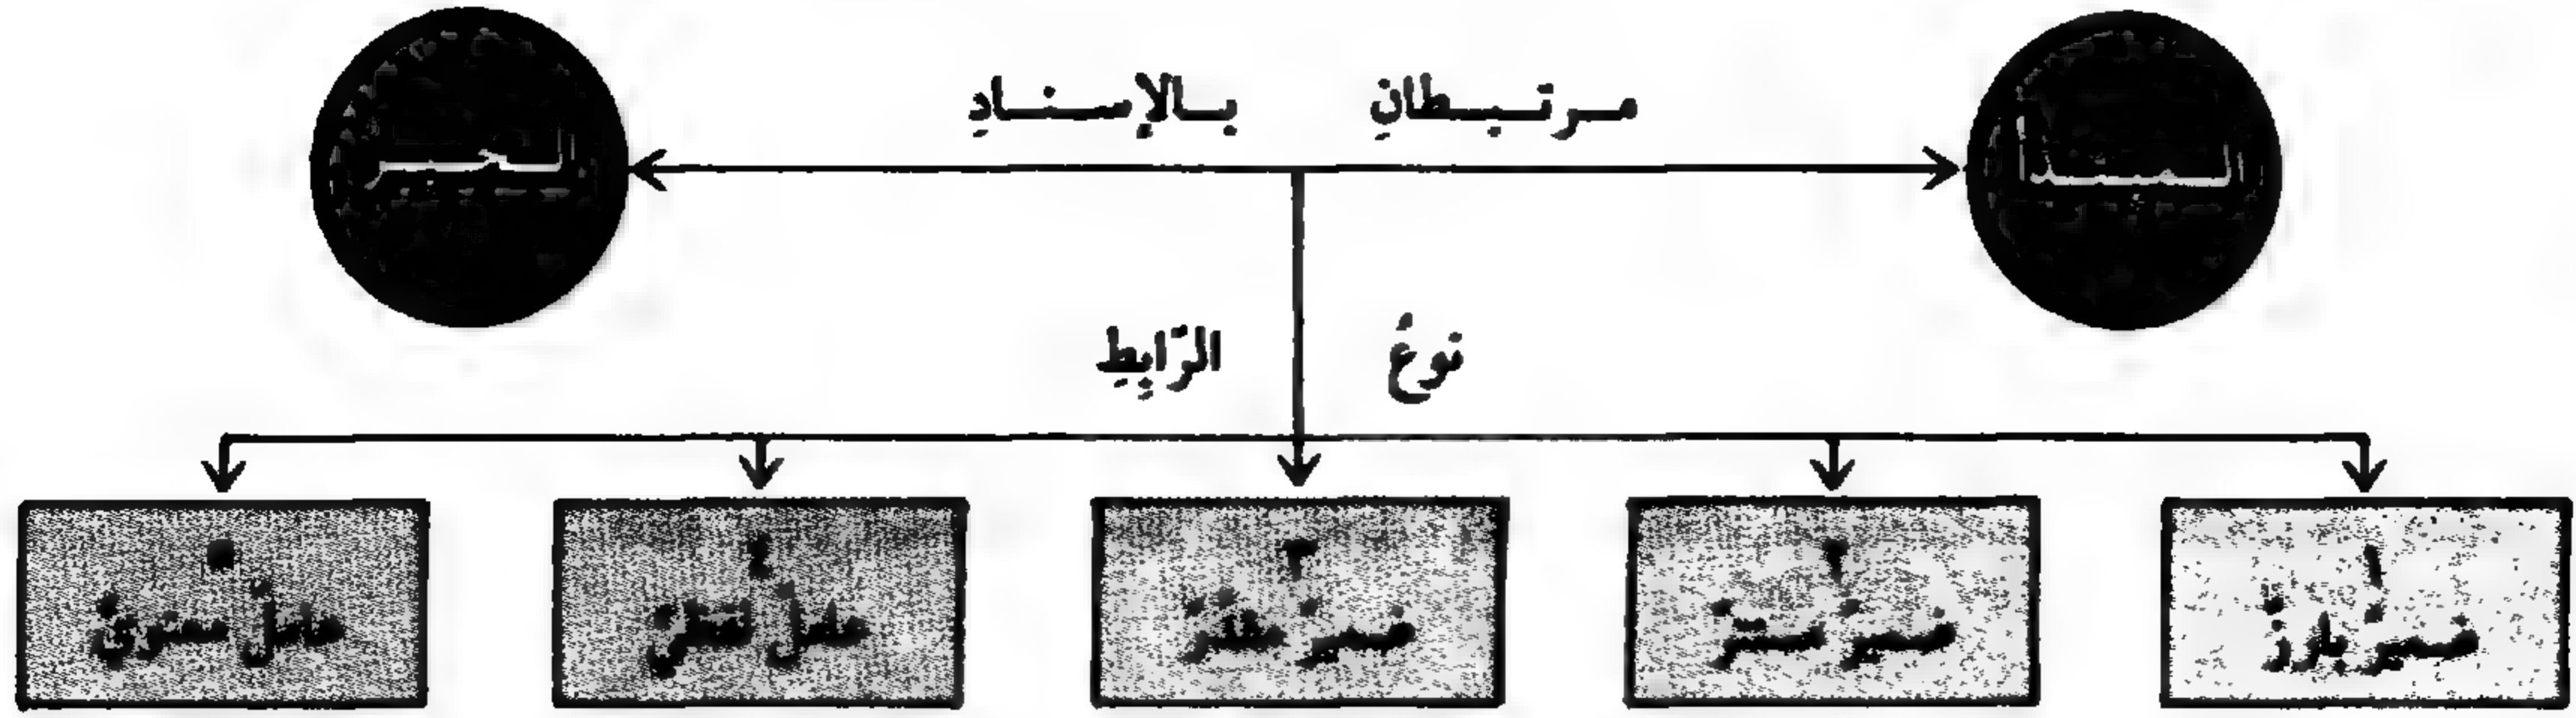 المبتدأ
الخبر
مرتبطانِ بالإسنادِ
نوعُ الرّابطِ
١
ضميرٌ بارزٌ
٢
ضميرٌ مستترٌ
٣
ضميرٌ مقدّرٌ
٤
عاملٌ لفظيٌّ
٥
عاملٌ معنويٌّ